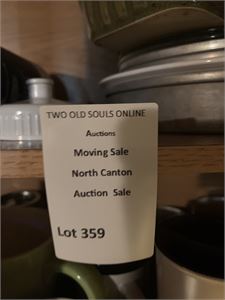 TWO OLD SOULS ONLINE
Auctions
Moving Sale
North Canton
Auction Sale
Lot 359